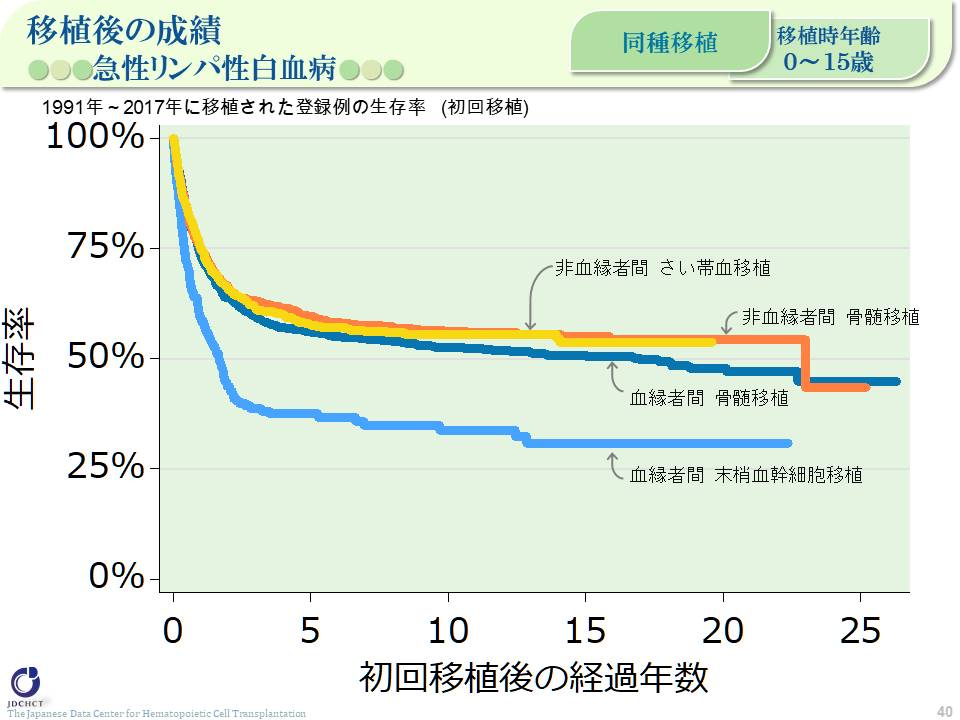 移植後の成績
急性リンパ性白血病
同種移植
移植時年齢
0～15歳
1991年～2017年に移植された登録例の生存率 (初回移植)
100%
75%
50%
25%
0%
生存率
非血縁者間 さい帯血移植
非血縁者間 骨髄移植
血縁者間 骨髄移植
血縁者間 末梢血幹細胞移植
0 5 10 15 20 25
初回移植後の経過年数
JDCHCT
The Japanese Data Center for Hematopoietic Cell Transplantation
40